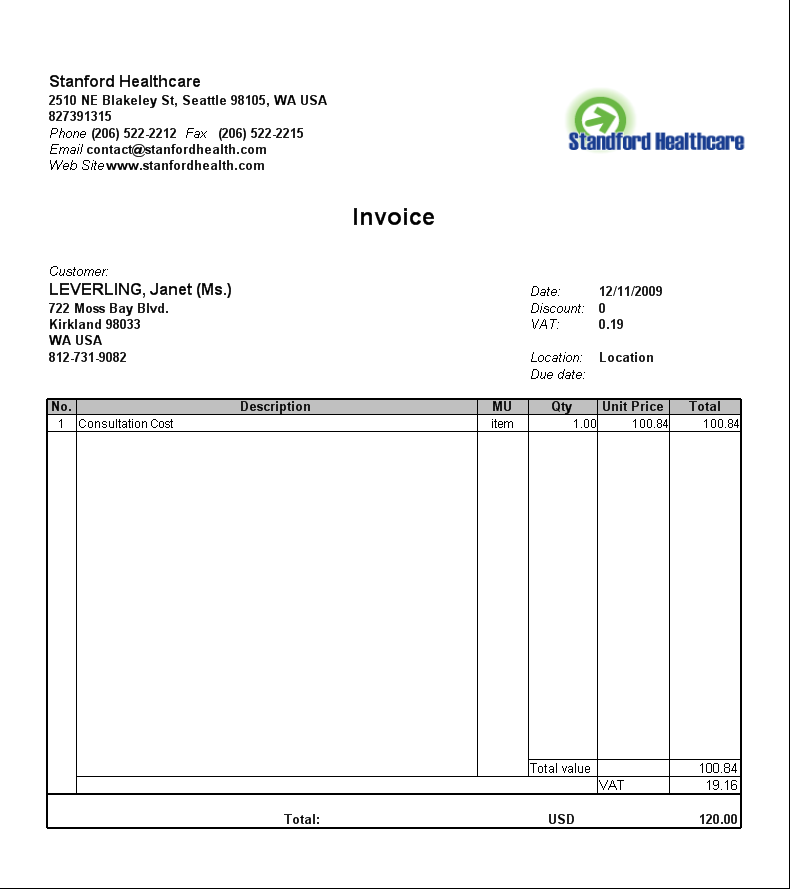 Stanford Healthcare
2510 NE Blakeley St, Seattle 98105, WA USA
827391315
Phone (206) 522-2212 Fax (206) 522-2215
Email contact@stanfordhealth.com
Web Site www.stanfordhealth.com
Standford Healthcare
Invoice
Customer:
LEVERLING, Janet (Ms.)
722 Moss Bay Blvd.
Kirkland 98033
WA USA
812-731-9082
Date: 12/11/2009
Discount: 0
VAT: 0.19
Location: Location
Due date:
No. Description MU Qty Unit Price Total
1 Consultation Cost item 1.00 100.84 100.84
Total value 100.84
VAT 19.16
Total: USD 120.00